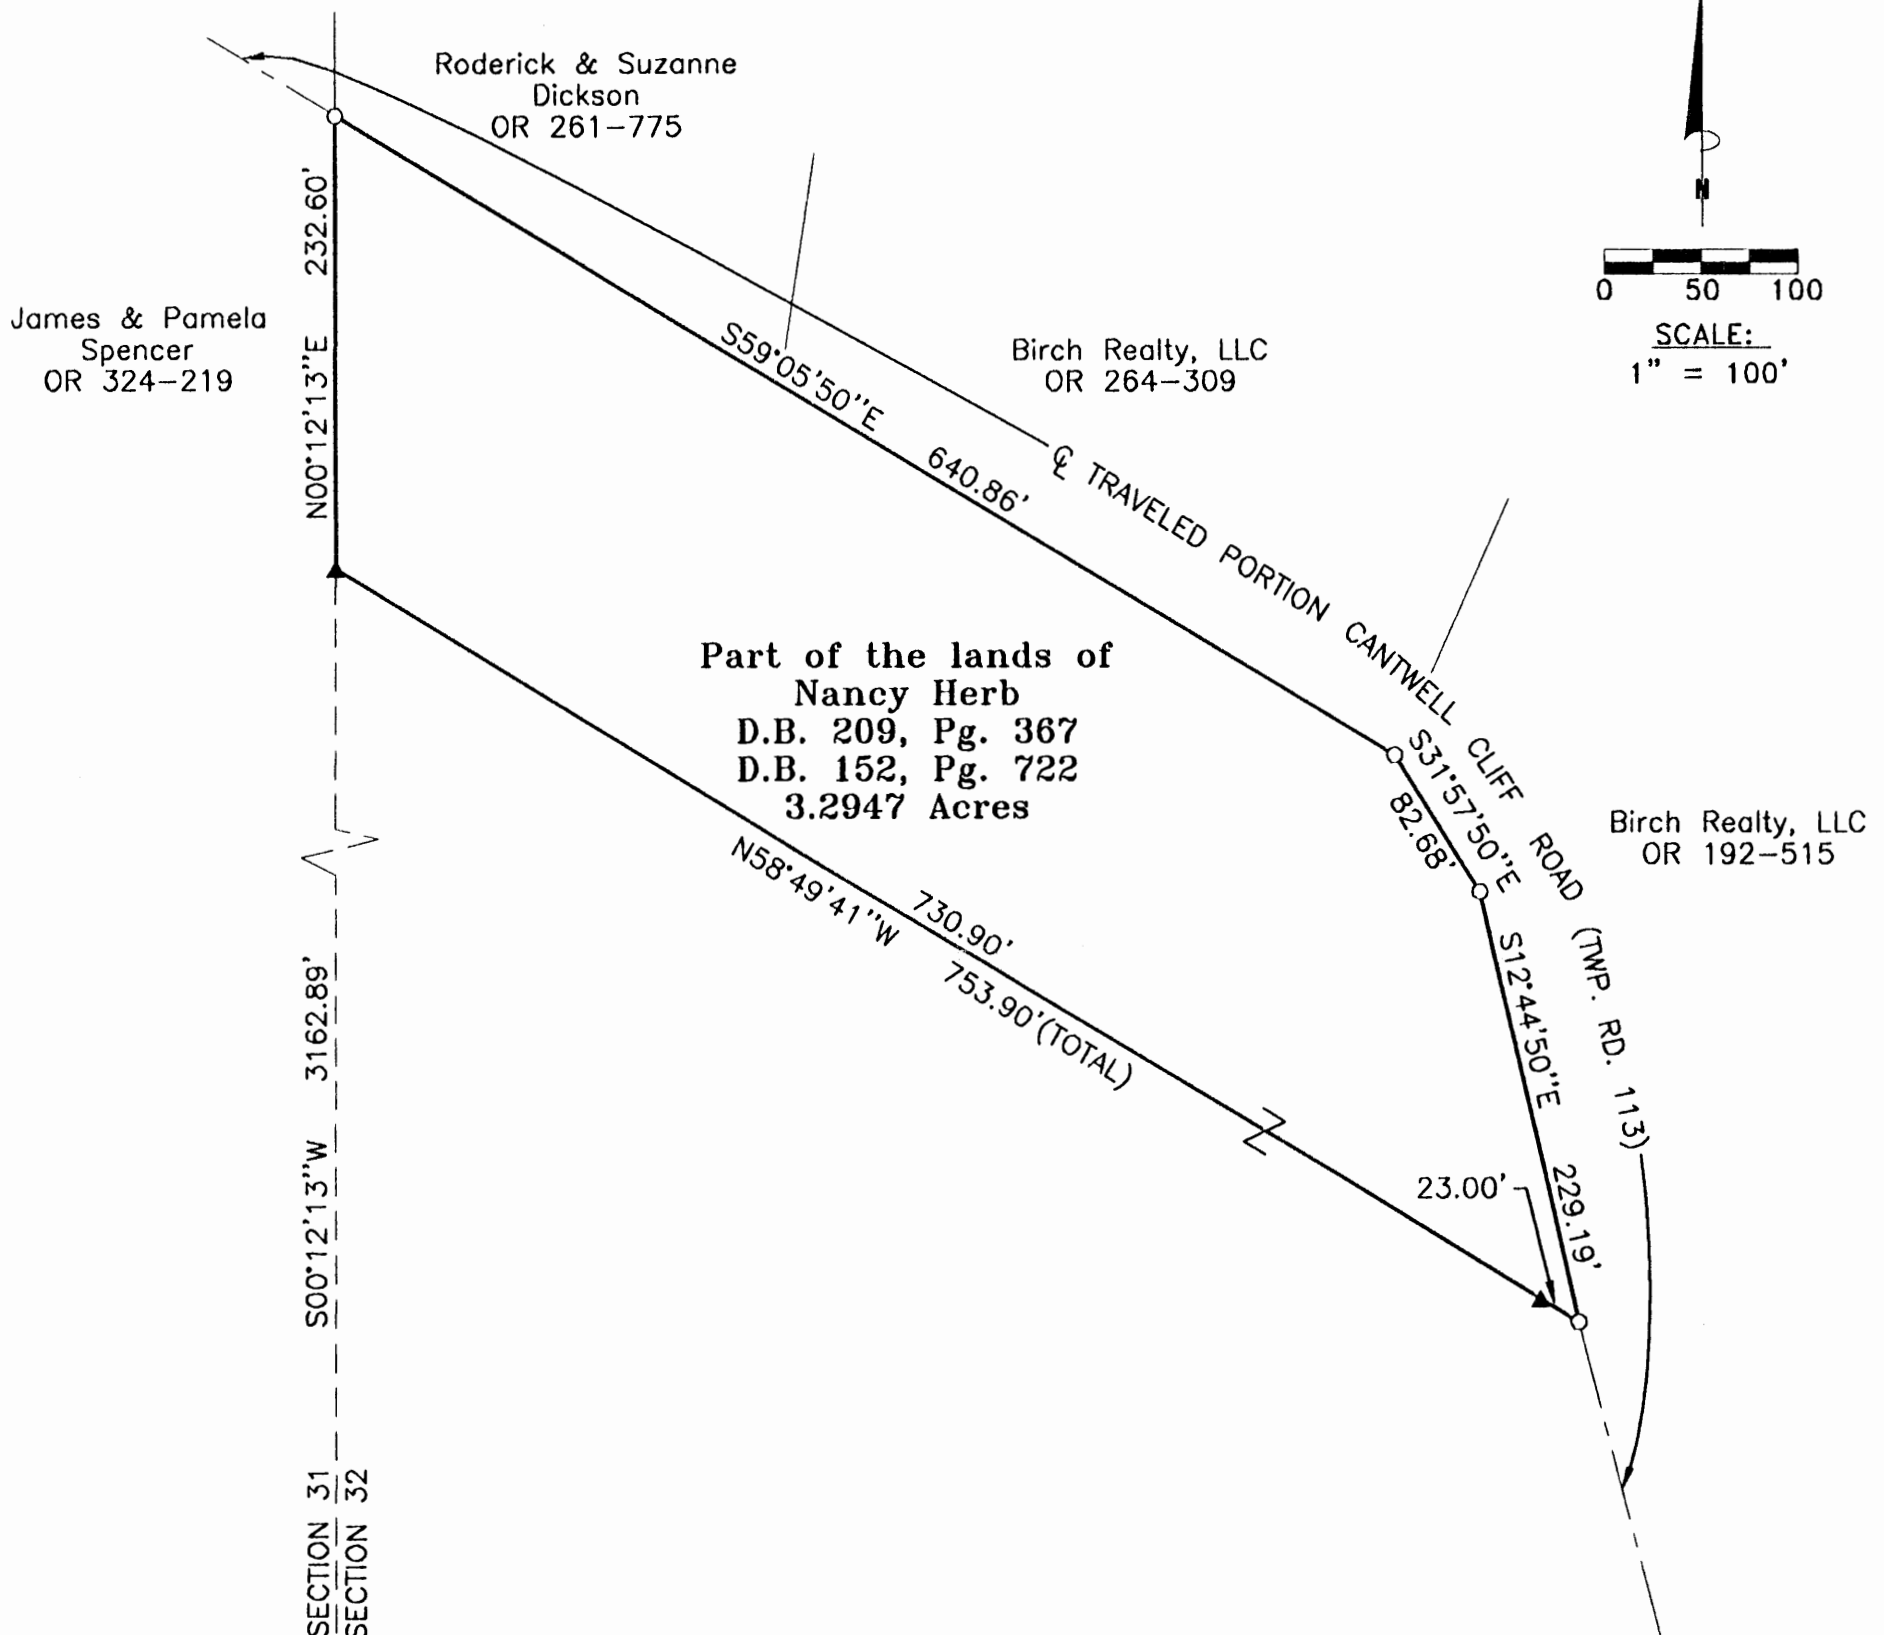 Roderick & Suzanne
Dickson
OR 261-775
N
0 50 100
SCALE:
1" = 100'
James & Pamela
Spencer
OR 324-219
N00°12'13"E 232.60'
S59°05'50"E 640.86'
Birch Realty, LLC
OR 264-309
℄ TRAVELED PORTION CANTWELL CLIFF ROAD (TWP. RD. 113)
Part of the lands of
Nancy Herb
D.B. 209, Pg. 367
D.B. 152, Pg. 722
3.2947 Acres
S31°57'50"E
82.68'
Birch Realty, LLC
OR 192-515
S12°44'50"E 229.19'
730.90'
N58°49'41"W 753.90'(TOTAL)
23.00'
S00°12'13"W 3162.89'
SECTION 31
SECTION 32